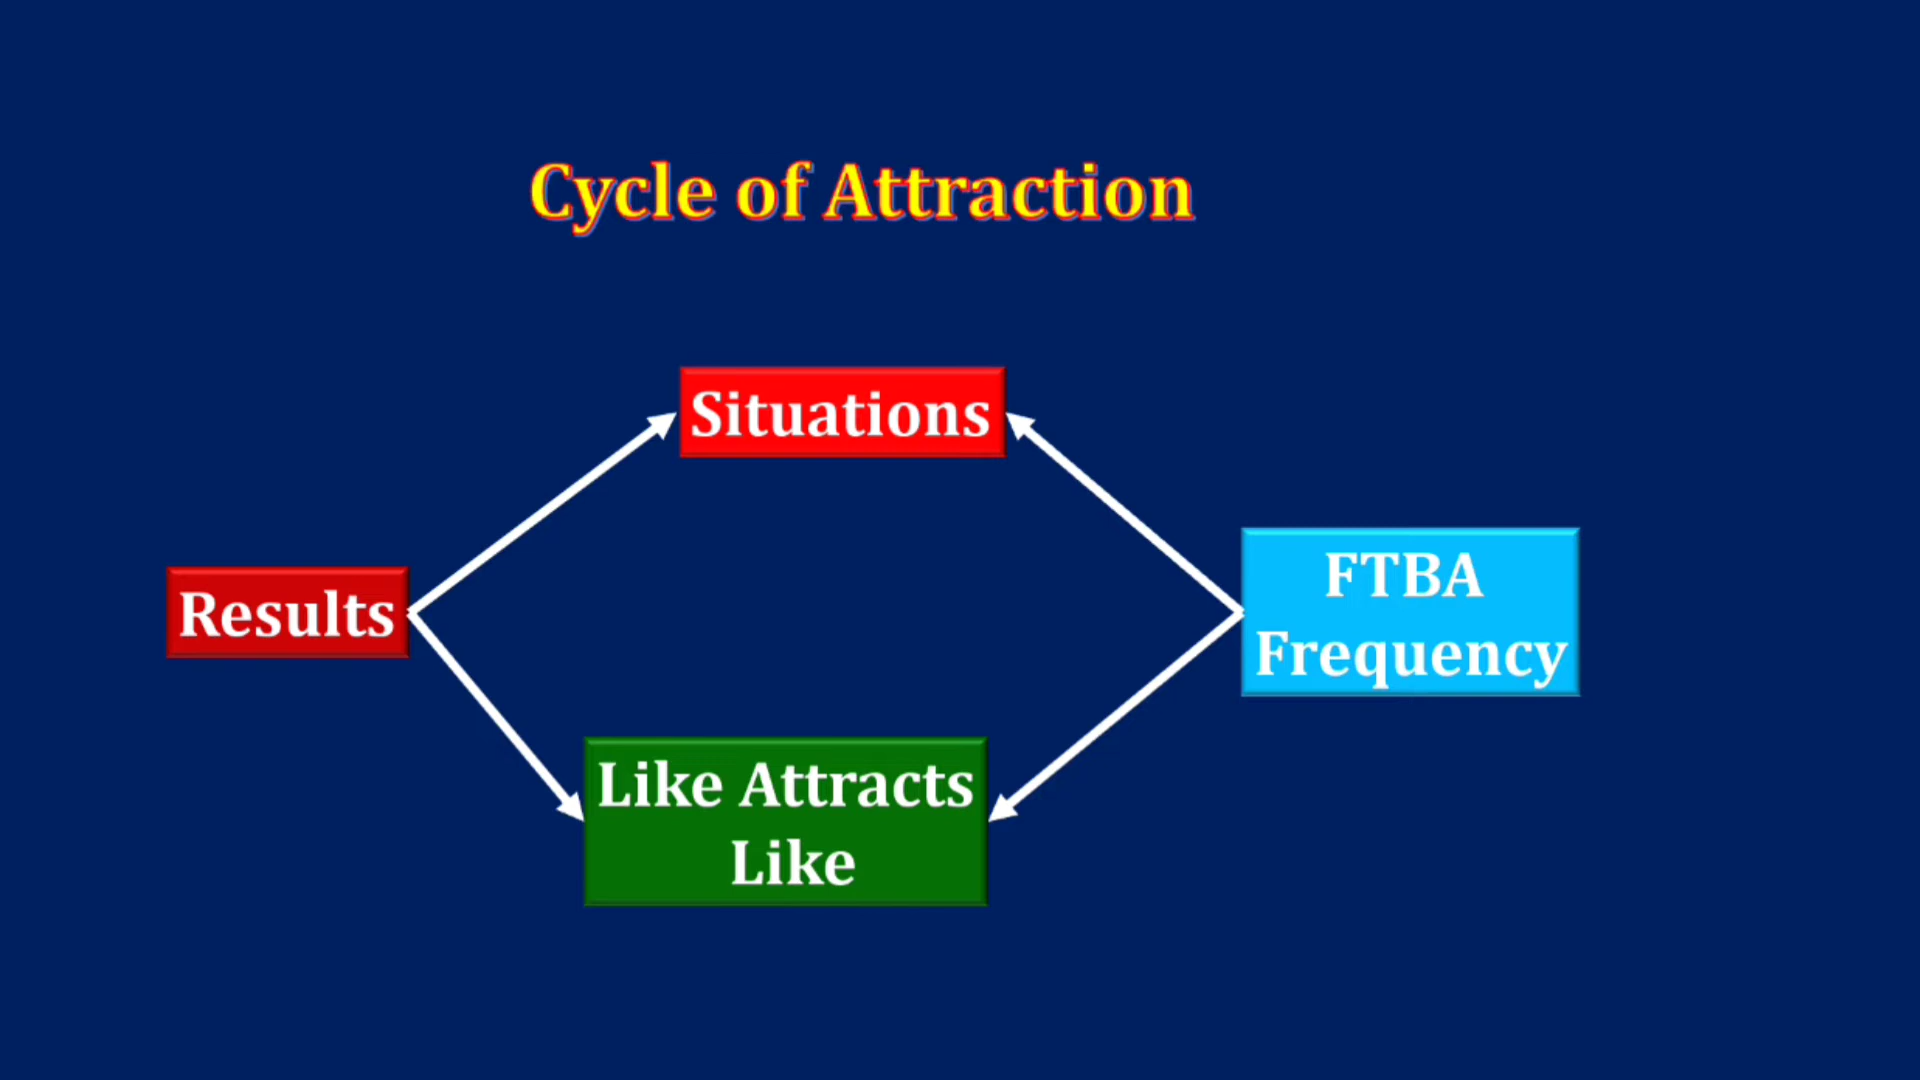 Cycle of Attraction
Situations
Results
FTBA
Frequency
Like Attracts
Like